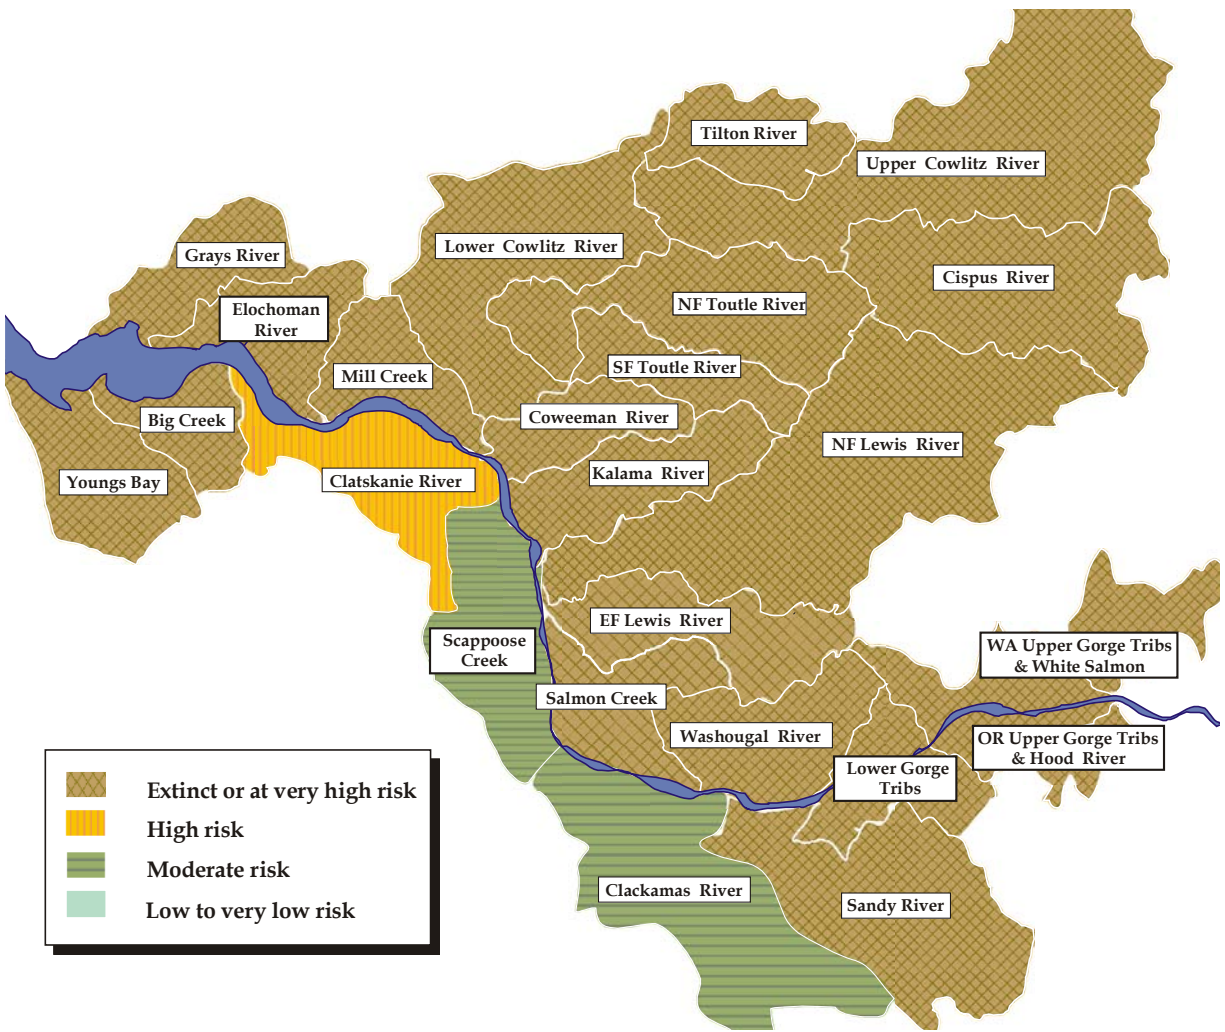 Tilton River
Upper Cowlitz River
Lower Cowlitz River
Grays River
Cispus River
Elochoman
River
NF Toutle River
SF Toutle River
Mill Creek
Coweeman River
Big Creek
NF Lewis River
Kalama River
Youngs Bay
Clatskanie River
EF Lewis River
Scappoose
Creek
WA Upper Gorge Tribs
& White Salmon
Salmon Creek
Washougal River
OR Upper Gorge Tribs
& Hood River
Lower Gorge
Tribs
Clackamas River
Sandy River
Extinct or at very high risk
High risk
Moderate risk
Low to very low risk